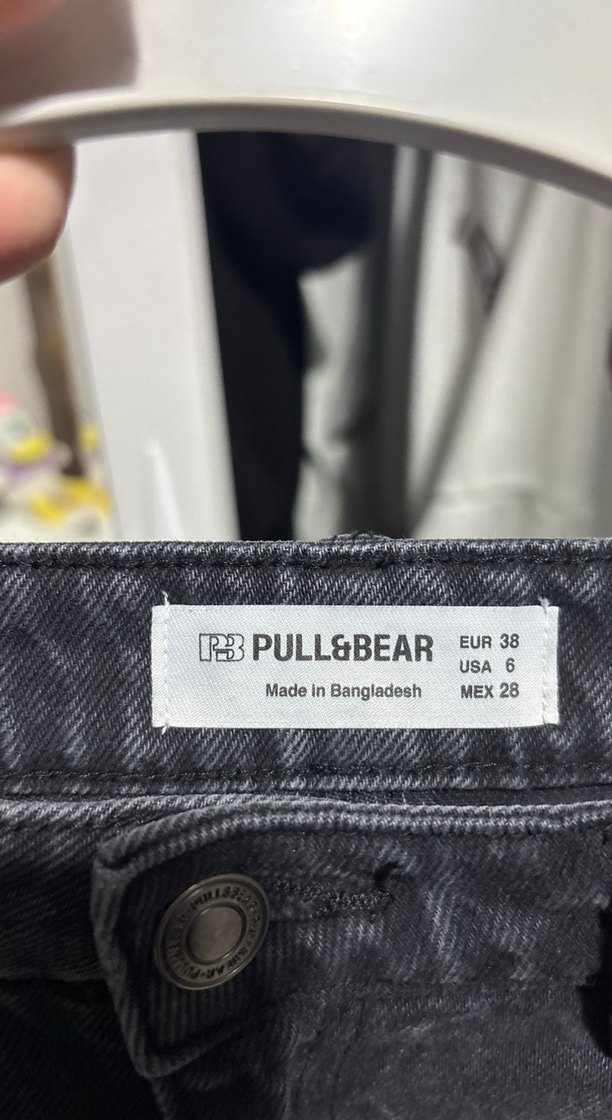 PB PULL&BEAR EUR 38
USA 6
Made in Bangladesh MEX 28